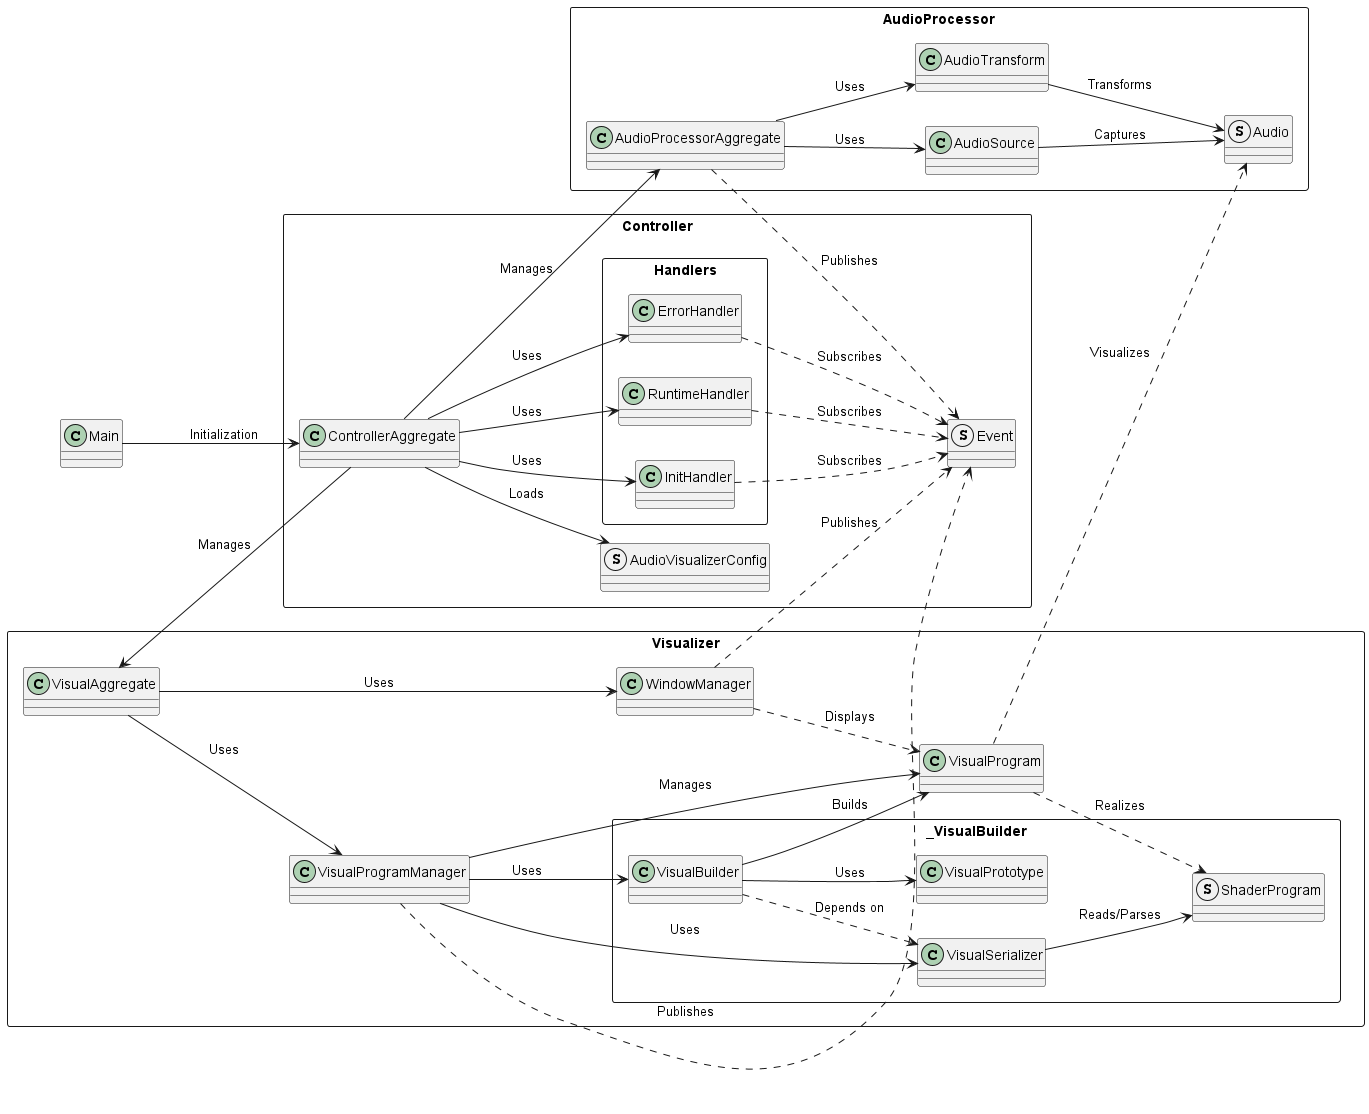 AudioProcessor
C AudioTransform
Uses
Transforms
C AudioProcessorAggregate
Uses
C AudioSource
Captures
S Audio
Controller
Manages
Publishes
Handlers
C ErrorHandler
Uses
Subscribes
Visualizes
C RuntimeHandler
Uses
Subscribes
C Main
Initialization
C ControllerAggregate
S Event
Uses
C InitHandler
Subscribes
Loads
Publishes
Manages
S AudioVisualizerConfig
Visualizer
C VisualAggregate
Uses
C WindowManager
Displays
Uses
C VisualProgram
Manages
Builds
Realizes
_VisualBuilder
C VisualProgramManager
Uses
C VisualBuilder
Uses
C VisualPrototype
S ShaderProgram
Depends on
Reads/Parses
Uses
C VisualSerializer
Publishes